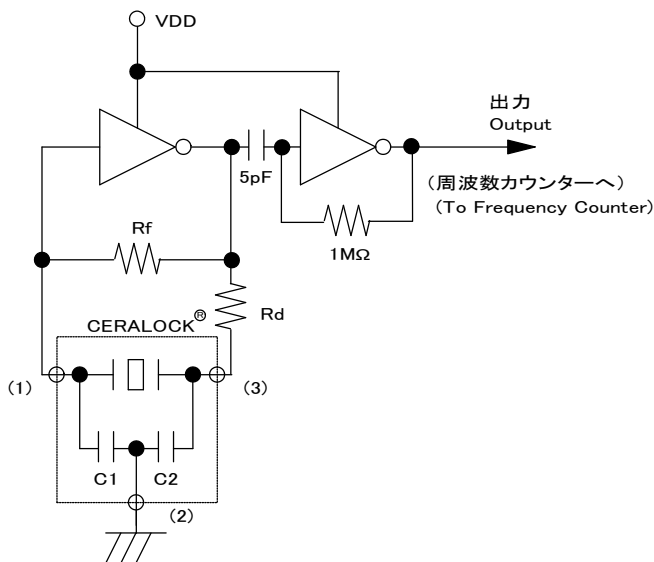 VDD
出力
Output
5pF
(周波数カウンターへ)
(To Frequency Counter)
Rf
1MΩ
Rd
CERALOCK®
(1)
(3)
C1
C2
(2)